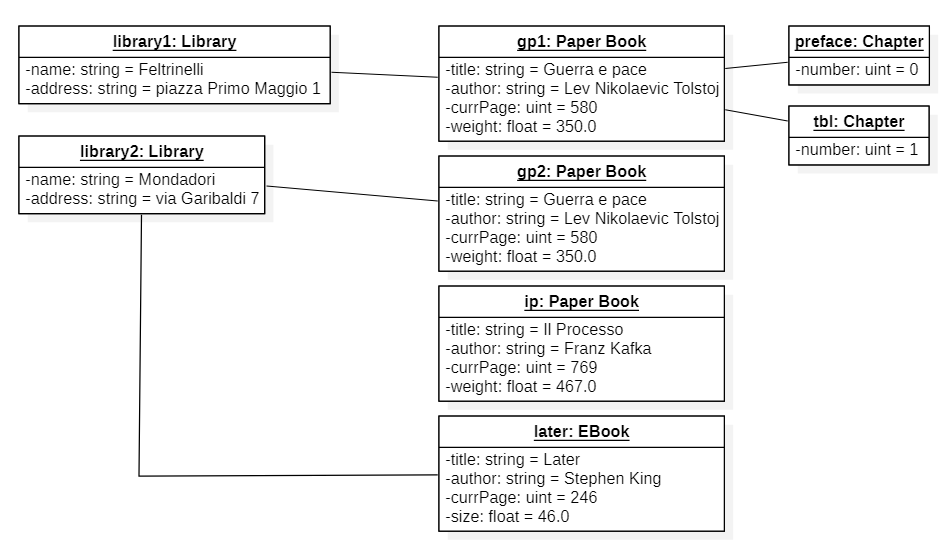 library1: Library
-name: string = Feltrinelli
-address: string = piazza Primo Maggio 1
library2: Library
-name: string = Mondadori
-address: string = via Garibaldi 7
gp1: Paper Book
-title: string = Guerra e pace
-author: string = Lev Nikolaevic Tolstoj
-currPage: uint = 580
-weight: float = 350.0
gp2: Paper Book
-title: string = Guerra e pace
-author: string = Lev Nikolaevic Tolstoj
-currPage: uint = 580
-weight: float = 350.0
ip: Paper Book
-title: string = Il Processo
-author: string = Franz Kafka
-currPage: uint = 769
-weight: float = 467.0
later: EBook
-title: string = Later
-author: string = Stephen King
-currPage: uint = 246
-size: float = 46.0
preface: Chapter
-number: uint = 0
tbl: Chapter
-number: uint = 1